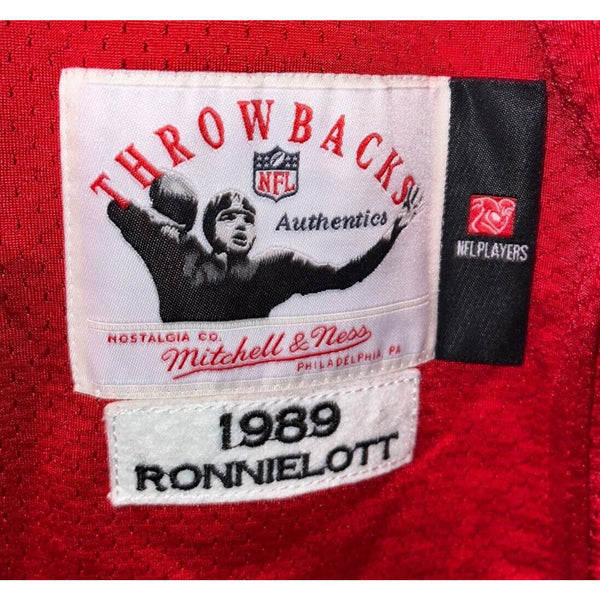 THROWBACKS
NFL
Authentics
NFLPLAYERS
NOSTALGIA CO.
Mitchell & Ness
PHILADELPHIA, PA
1989
RONNIELOTT